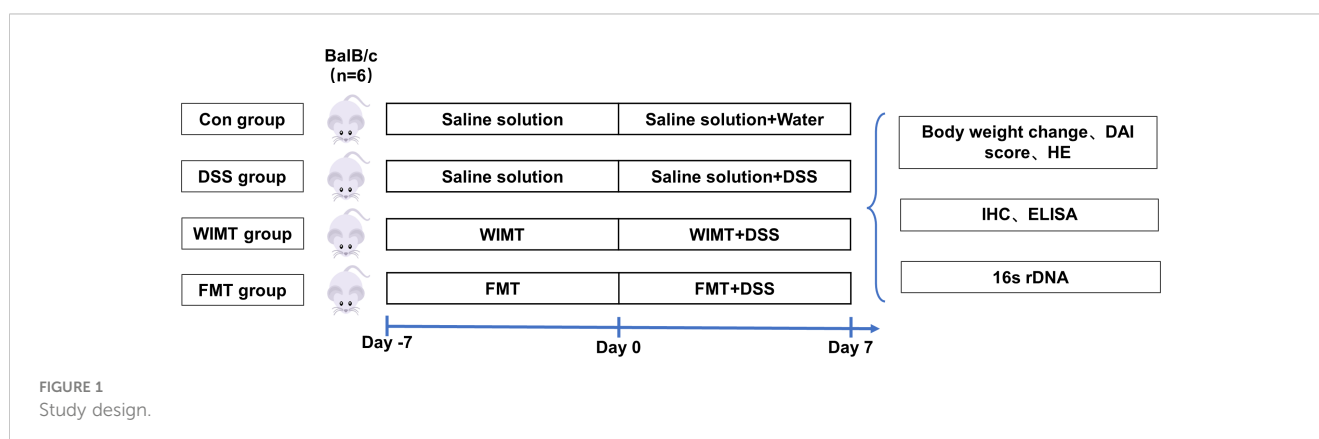 BalB/c
(n=6)
Con group
Saline solution
Saline solution+Water
DSS group
Saline solution
Saline solution+DSS
WIMT group
WIMT
WIMT+DSS
FMT group
FMT
FMT+DSS
Day -7
Day 0
Day 7
Body weight change、DAI
score、HE
IHC、ELISA
16s rDNA
FIGURE 1
Study design.